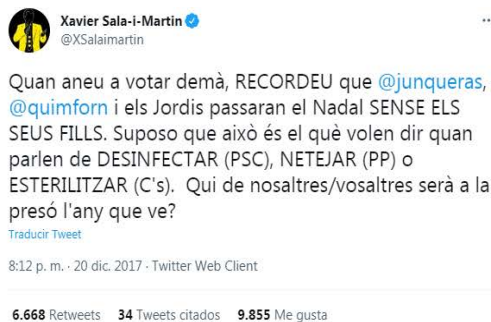 Xavier Sala-i-Martin
@XSalaimartin
Quan aneu a votar demà, RECORDEU que @junqueras,
@quimforn i els Jordis passaran el Nadal SENSE ELS
SEUS FILLS. Suposo que això és el què volen dir quan
parlen de DESINFECTAR (PSC), NETEJAR (PP) o
ESTERILITZAR (C's). Qui de nosaltres/vosaltres serà a la
presó l'any que ve?
Traducir Tweet
8:12 p. m. · 20 dic. 2017 · Twitter Web Client
6.668 Retweets 34 Tweets citados 9.855 Me gusta